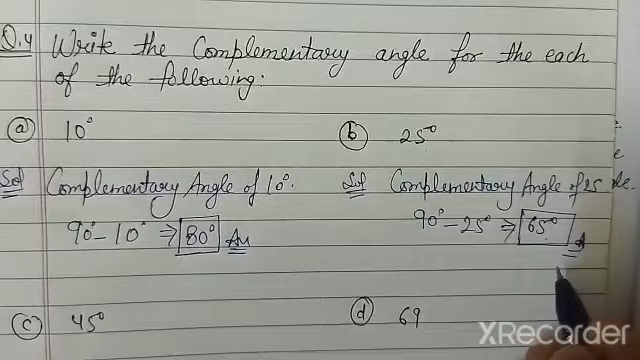 Q.4 Write the Complementary angle for the each
of the following:
(a) 10° (b) 25°
Sol Complementary Angle of 10°. Sol Complementary Angle of 25
90° - 10° ⇒ 80° An 90° - 25° ⇒ 65° A
(c) 45° (d) 69
XRecorder